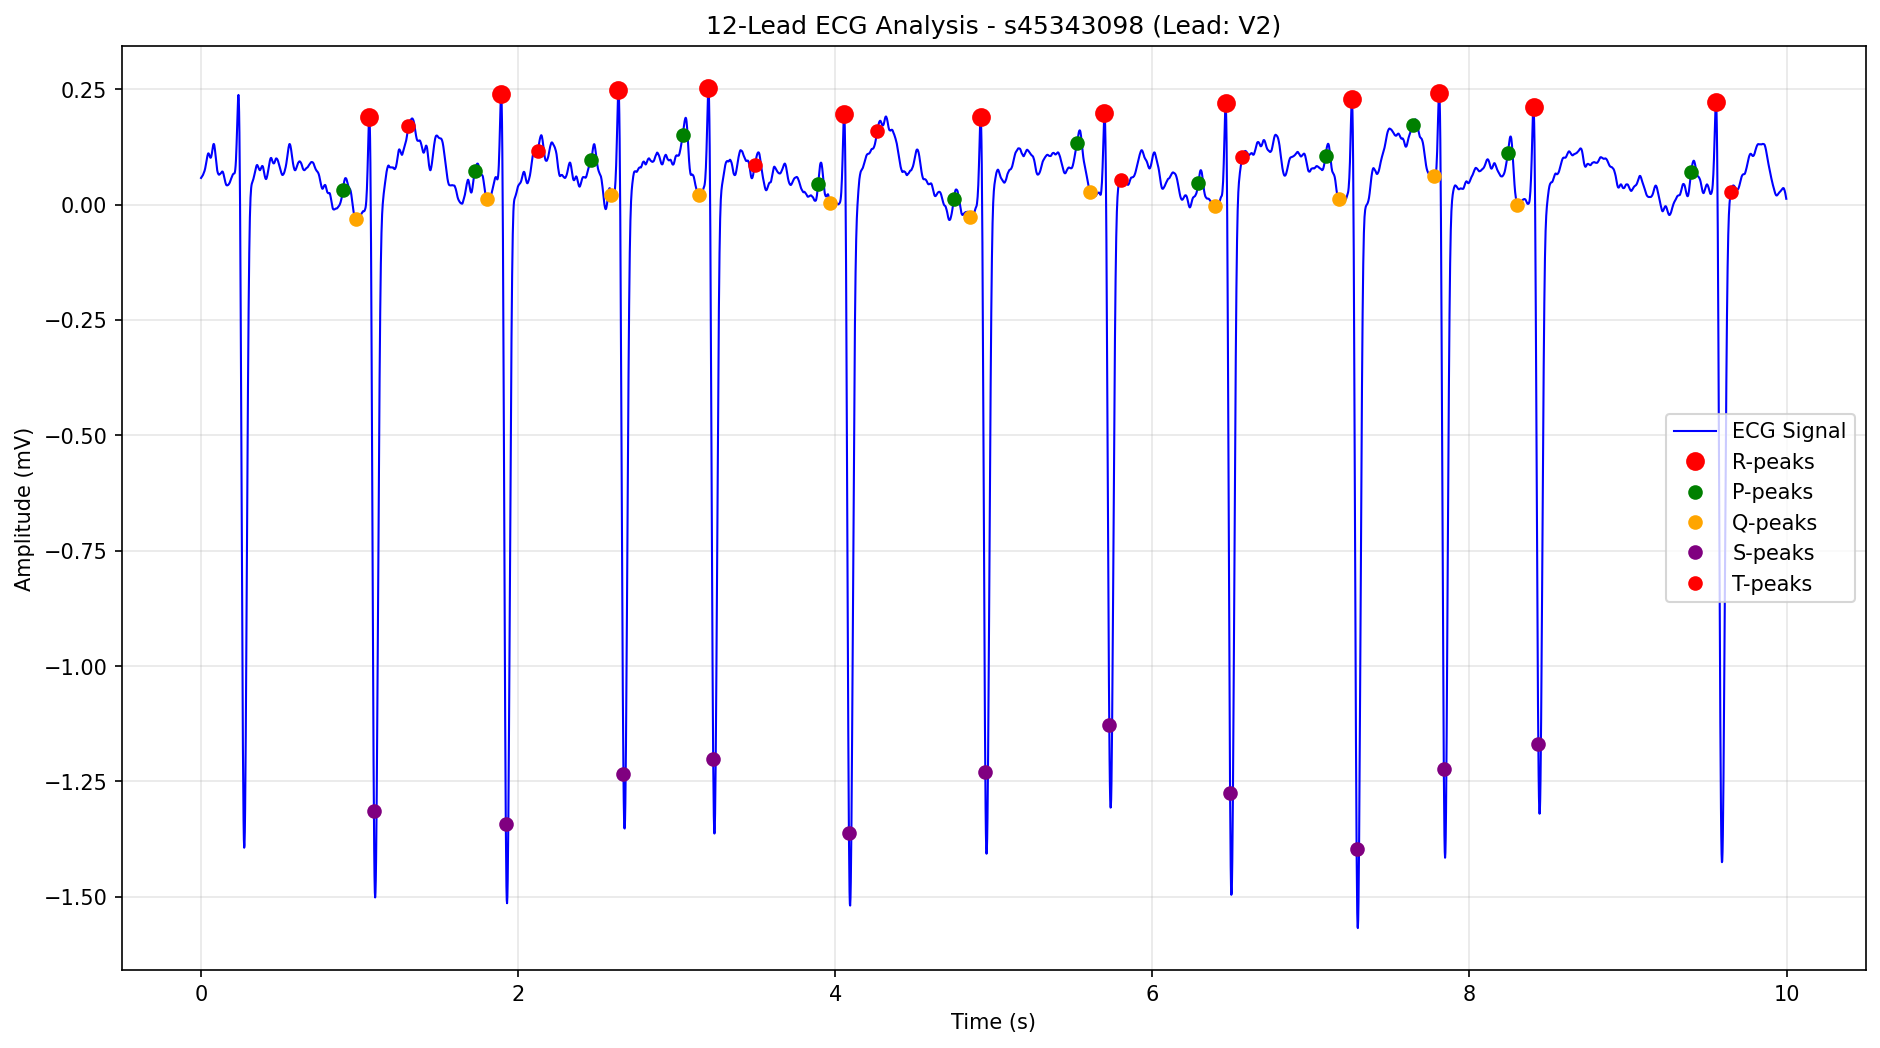 12-Lead ECG Analysis - s45343098 (Lead: V2)
Amplitude (mV)
0.25
0.00
−0.25
−0.50
−0.75
−1.00
−1.25
−1.50
ECG Signal
R-peaks
P-peaks
Q-peaks
S-peaks
T-peaks
0 2 4 6 8 10
Time (s)